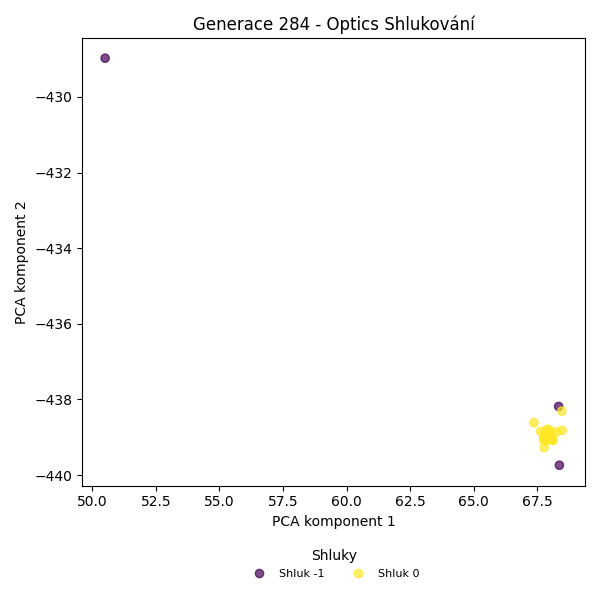 Generace 284 - Optics Shlukování
PCA komponent 2
−430
−432
−434
−436
−438
−440
50.0 52.5 55.0 57.5 60.0 62.5 65.0 67.5
PCA komponent 1
Shluky
Shluk -1 Shluk 0